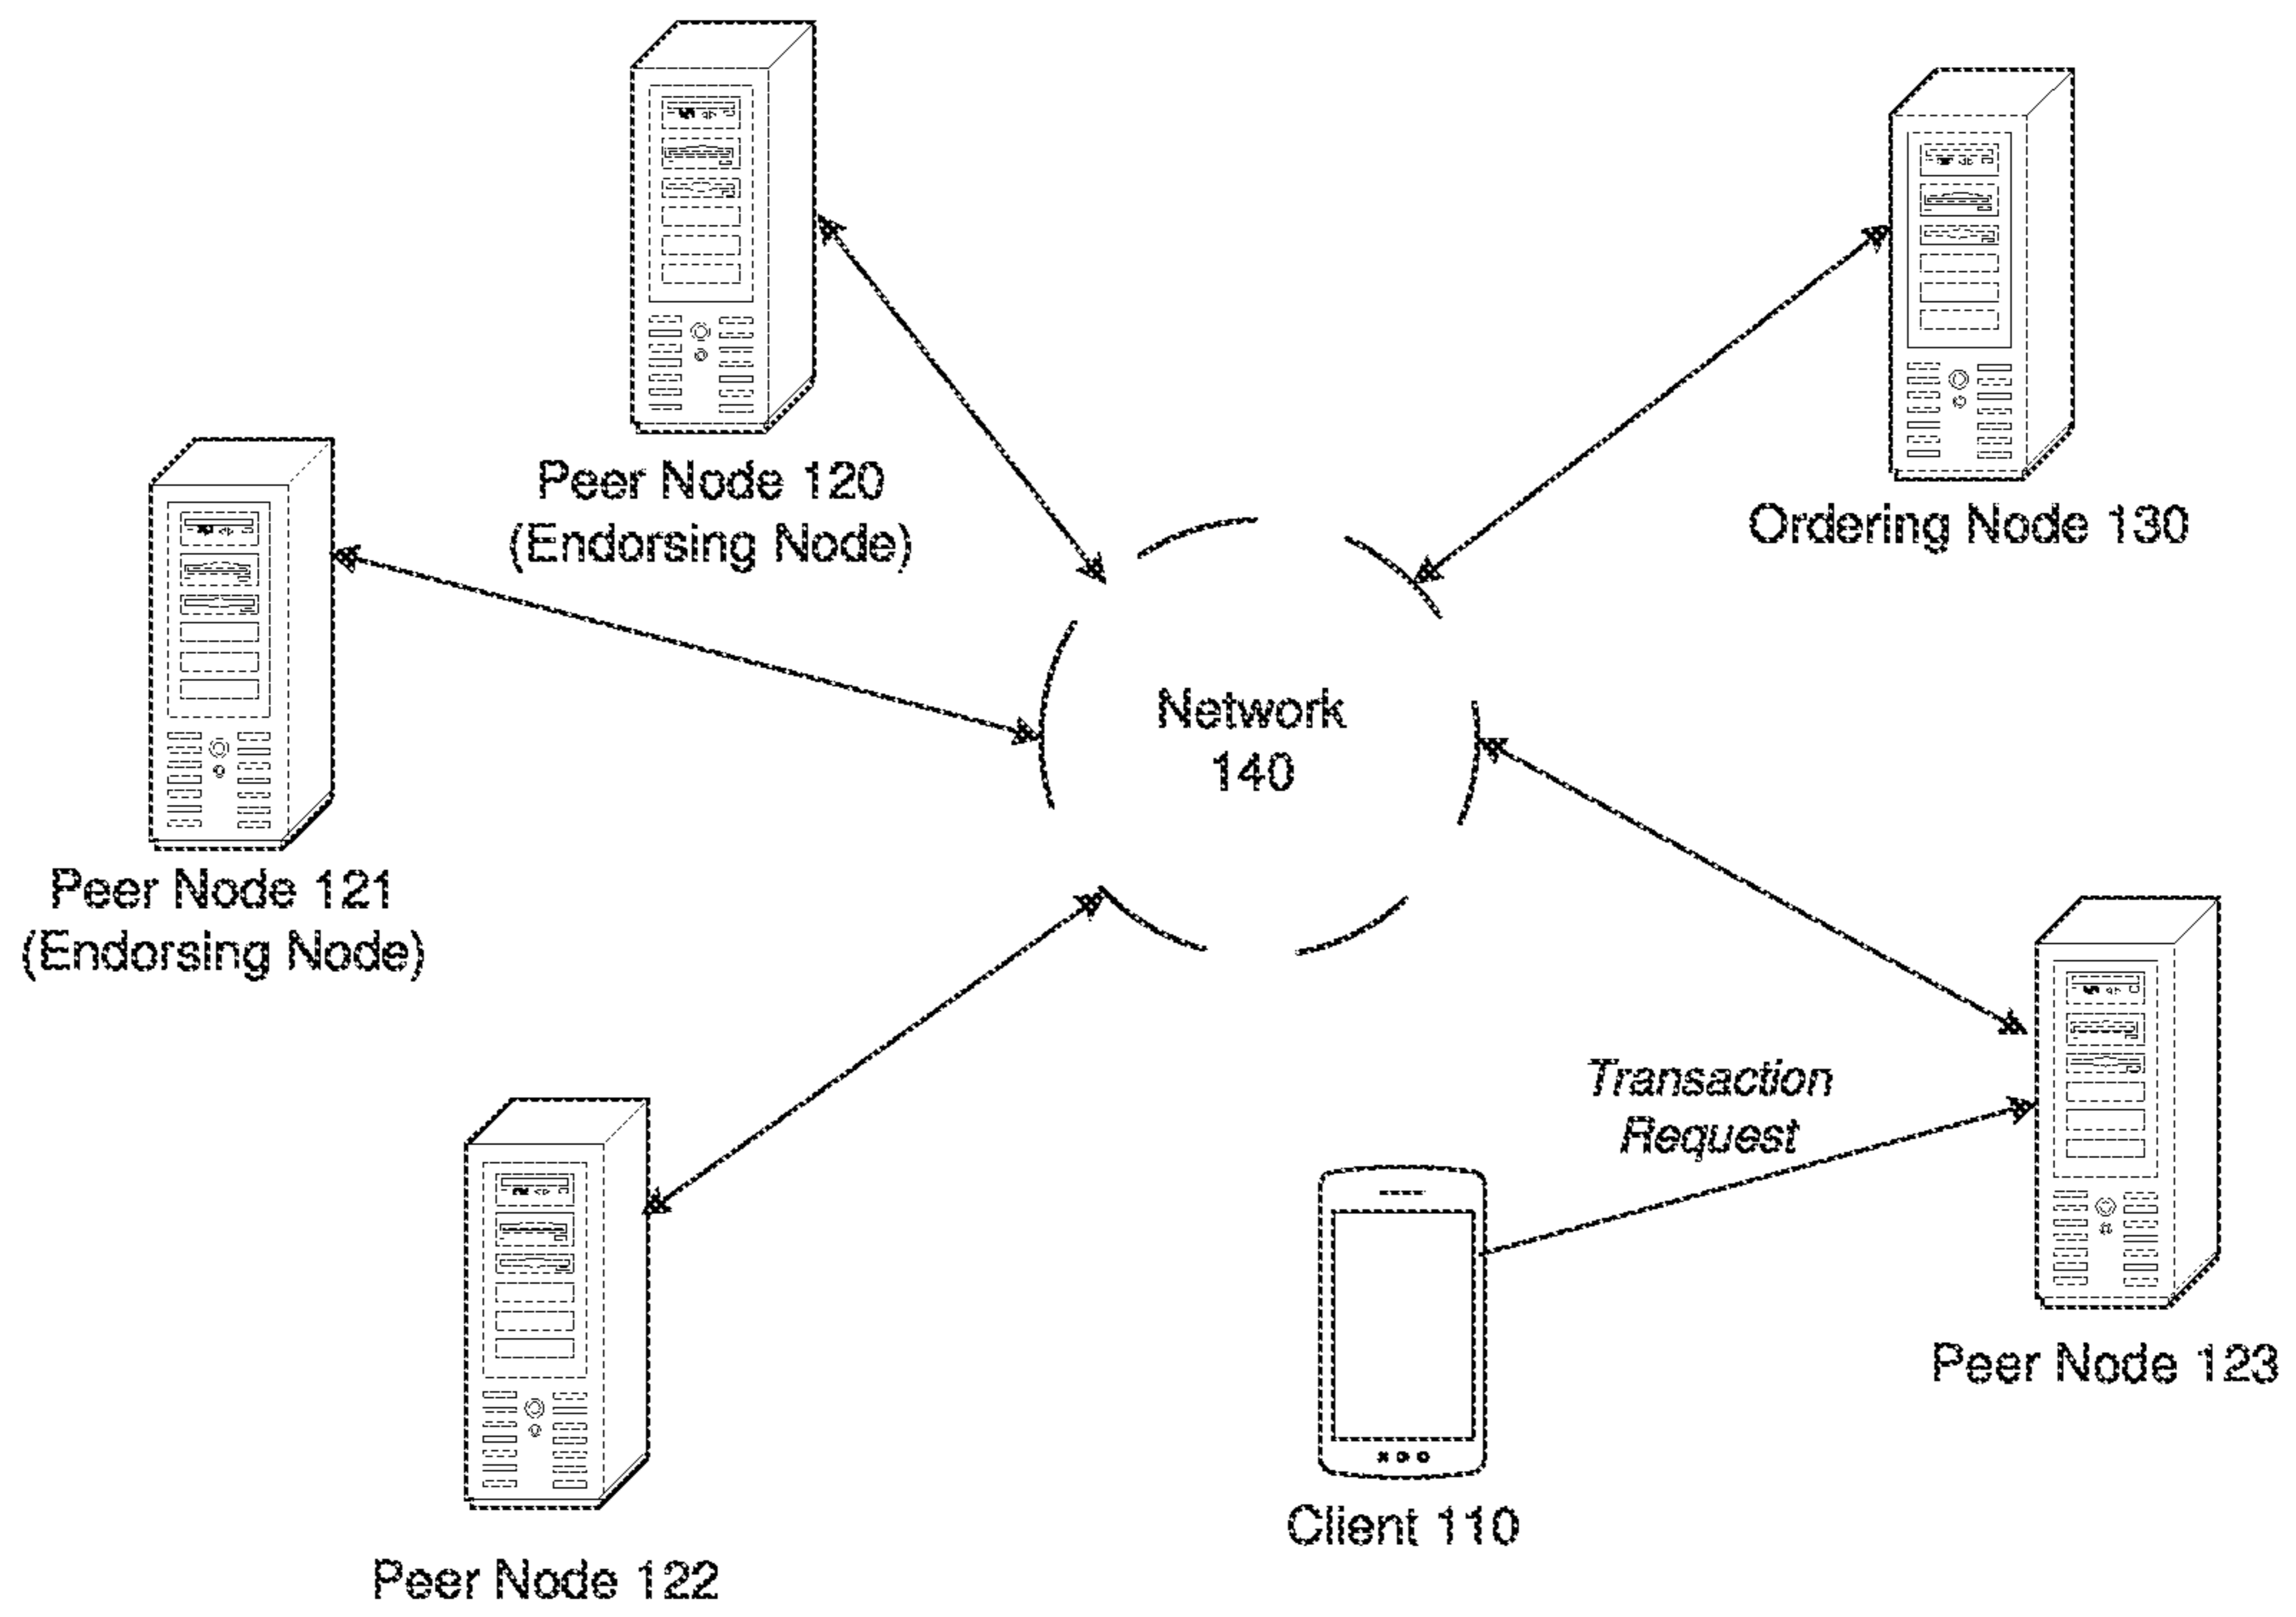 Peer Node 120
(Endorsing Node)
Ordering Node 130
Peer Node 121
(Endorsing Node)
Network
140
Transaction
Request
Peer Node 123
Client 110
Peer Node 122